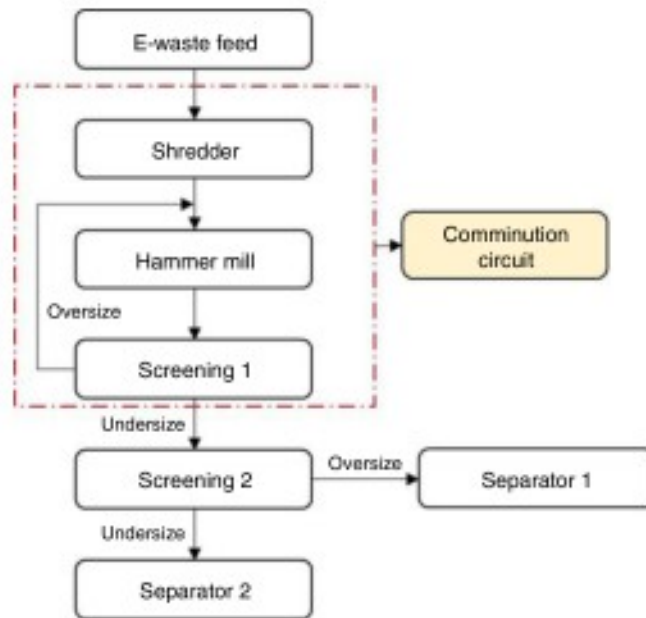 E-waste feed
Shredder
Hammer mill
Comminution
circuit
Oversize
Screening 1
Undersize
Screening 2
Oversize
Separator 1
Undersize
Separator 2